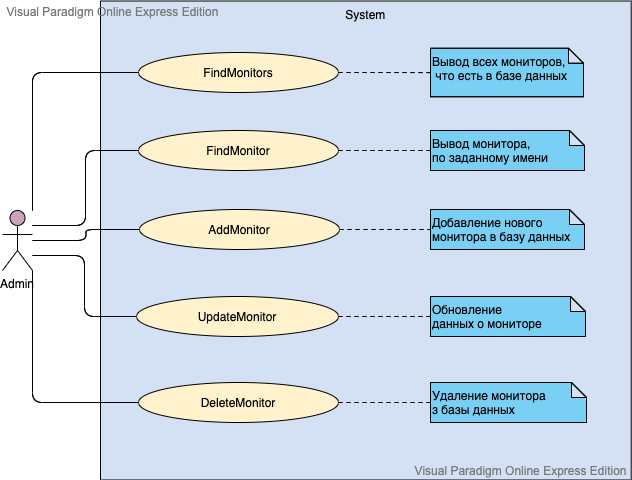 Visual Paradigm Online Express Edition
System
FindMonitors
Вывод всех мониторов,
что есть в базе данных
FindMonitor
Вывод монитора,
по заданному имени
Admin
AddMonitor
Добавление нового
монитора в базу данных
UpdateMonitor
Обновление
данных о мониторе
DeleteMonitor
Удаление монитора
з базы данных
Visual Paradigm Online Express Edition